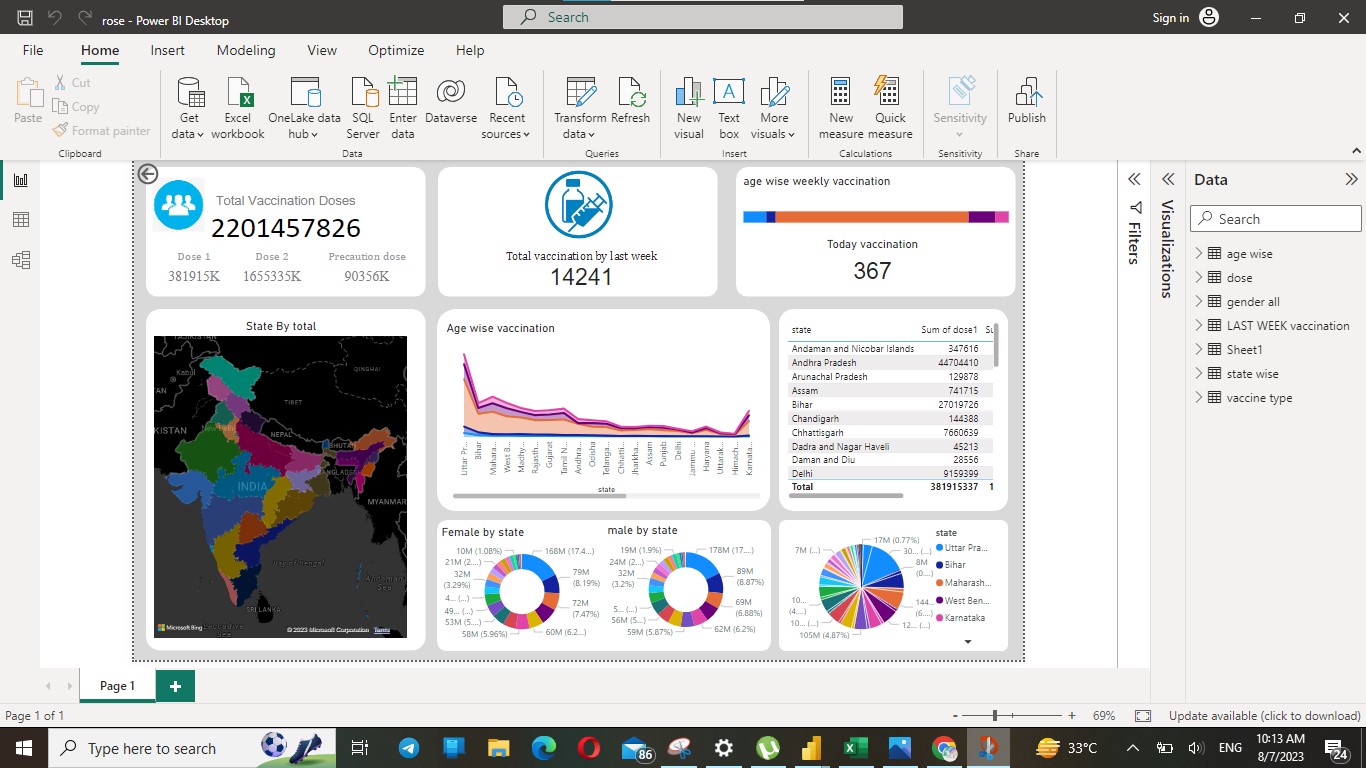 rose - Power BI Desktop
Search
Sign in
File Home Insert Modeling View Optimize Help
Paste
Cut
Copy
Format painter
Clipboard
Get data
Excel workbook
OneLake data hub
SQL Server
Enter data
Dataverse
Recent sources
Data
Transform data
Refresh
Queries
New visual
Text box
More visuals
Insert
New measure
Quick measure
Calculations
Sensitivity
Sensitivity
Publish
Share
Total Vaccination Doses
2201457826
Dose 1 Dose 2 Precaution dose
381915K 1655335K 90356K
Total vaccination by last week
14241
age wise weekly vaccination
Today vaccination
367
State By total
Kabul
QINGHAI
TIBET
KISTAN
New Delhi
NEPAL
BHUTAN
BANGLADESH
INDIA
MYANMAR
Bay of Bengal
Andaman Sea
SRI LANKA
Laccadive Sea
Microsoft Bing
© 2023 Microsoft Corporation Terms
Age wise vaccination
Uttar Pr...
Bihar
Mahara...
West B...
Madhy...
Rajasth...
Gujarat
Tamil N...
Andhra...
Odisha
Telanga...
Chhatti...
Jharkha...
Assam
Punjab
Delhi
Jammu ...
Haryana
Uttarak...
Himach...
Karnata...
state
state Sum of dose1 Su
Andaman and Nicobar Islands 347616
Andhra Pradesh 44704410
Arunachal Pradesh 129878
Assam 741715
Bihar 27019726
Chandigarh 144388
Chhattisgarh 7660639
Dadra and Nagar Haveli 45213
Daman and Diu 28556
Delhi 9159399
Total 381915337 1
Female by state
10M (1.08%)
21M (2...)
32M (3.29%)
4... (...)
49...
53M (5...)
58M (5.96%)
168M (17.4...)
79M (8.19%)
72M (7.47%)
60M (6.2...)
male by state
19M (1.9%)
24M (2...)
32M (3.2%)
5... (...)
56M (5...)
59M (5.87%)
178M (17...)
89M (8.87%)
69M (6.88%)
62M (6.2%)
17M (0.77%)
7M (...)
30... (...)
8M (0...)
144... (6...)
12... (...)
10... (4...)
10... (...)
105M (4.87%)
state
Uttar Pra...
Bihar
Maharash...
West Ben...
Karnataka
Filters
Visualizations
Data
Search
age wise
dose
gender all
LAST WEEK vaccination
Sheet1
state wise
vaccine type
Page 1
Page 1 of 1
- + 69%
Update available (click to download)
Type here to search
86
33°C
ENG
10:13 AM
8/7/2023
24